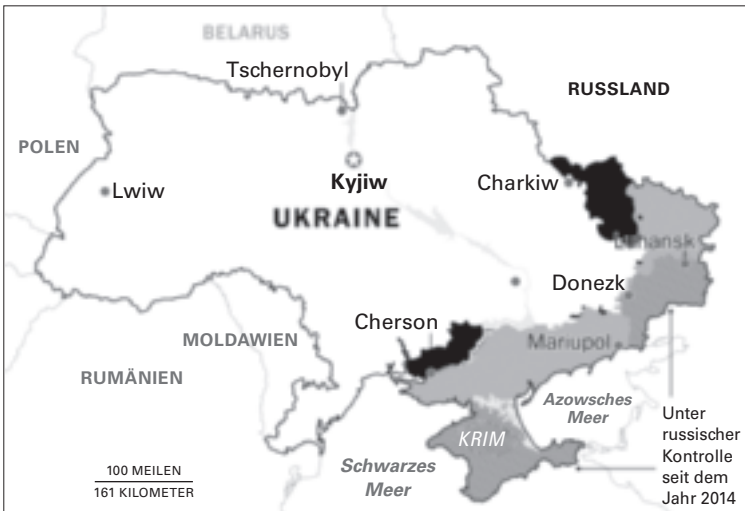 BELARUS
Tschernobyl
RUSSLAND
POLEN
Lwiw
Kyjiw
Charkiw
UKRAINE
Luhansk
Donezk
Cherson
MOLDAWIEN
Mariupol
RUMÄNIEN
Azowsches
Meer
KRIM
Unter
russischer
Kontrolle
seit dem
Jahr 2014
Schwarzes
Meer
100 MEILEN
161 KILOMETER